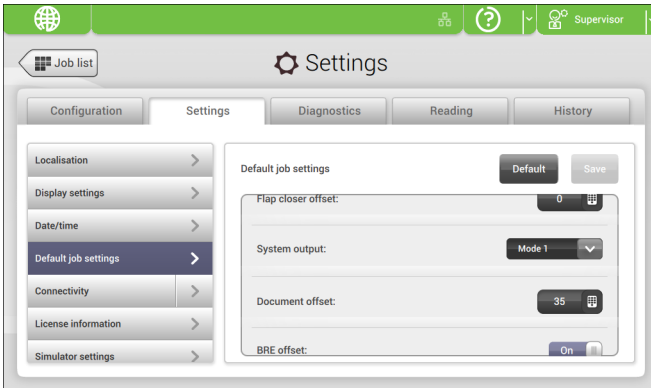 Supervisor
Job list
Settings
Configuration
Settings
Diagnostics
Reading
History
Localisation
Display settings
Date/time
Default job settings
Connectivity
License information
Simulator settings
Default job settings
Default
Save
Flap closer offset:
0
System output:
Mode 1
Document offset:
35
BRE offset:
On